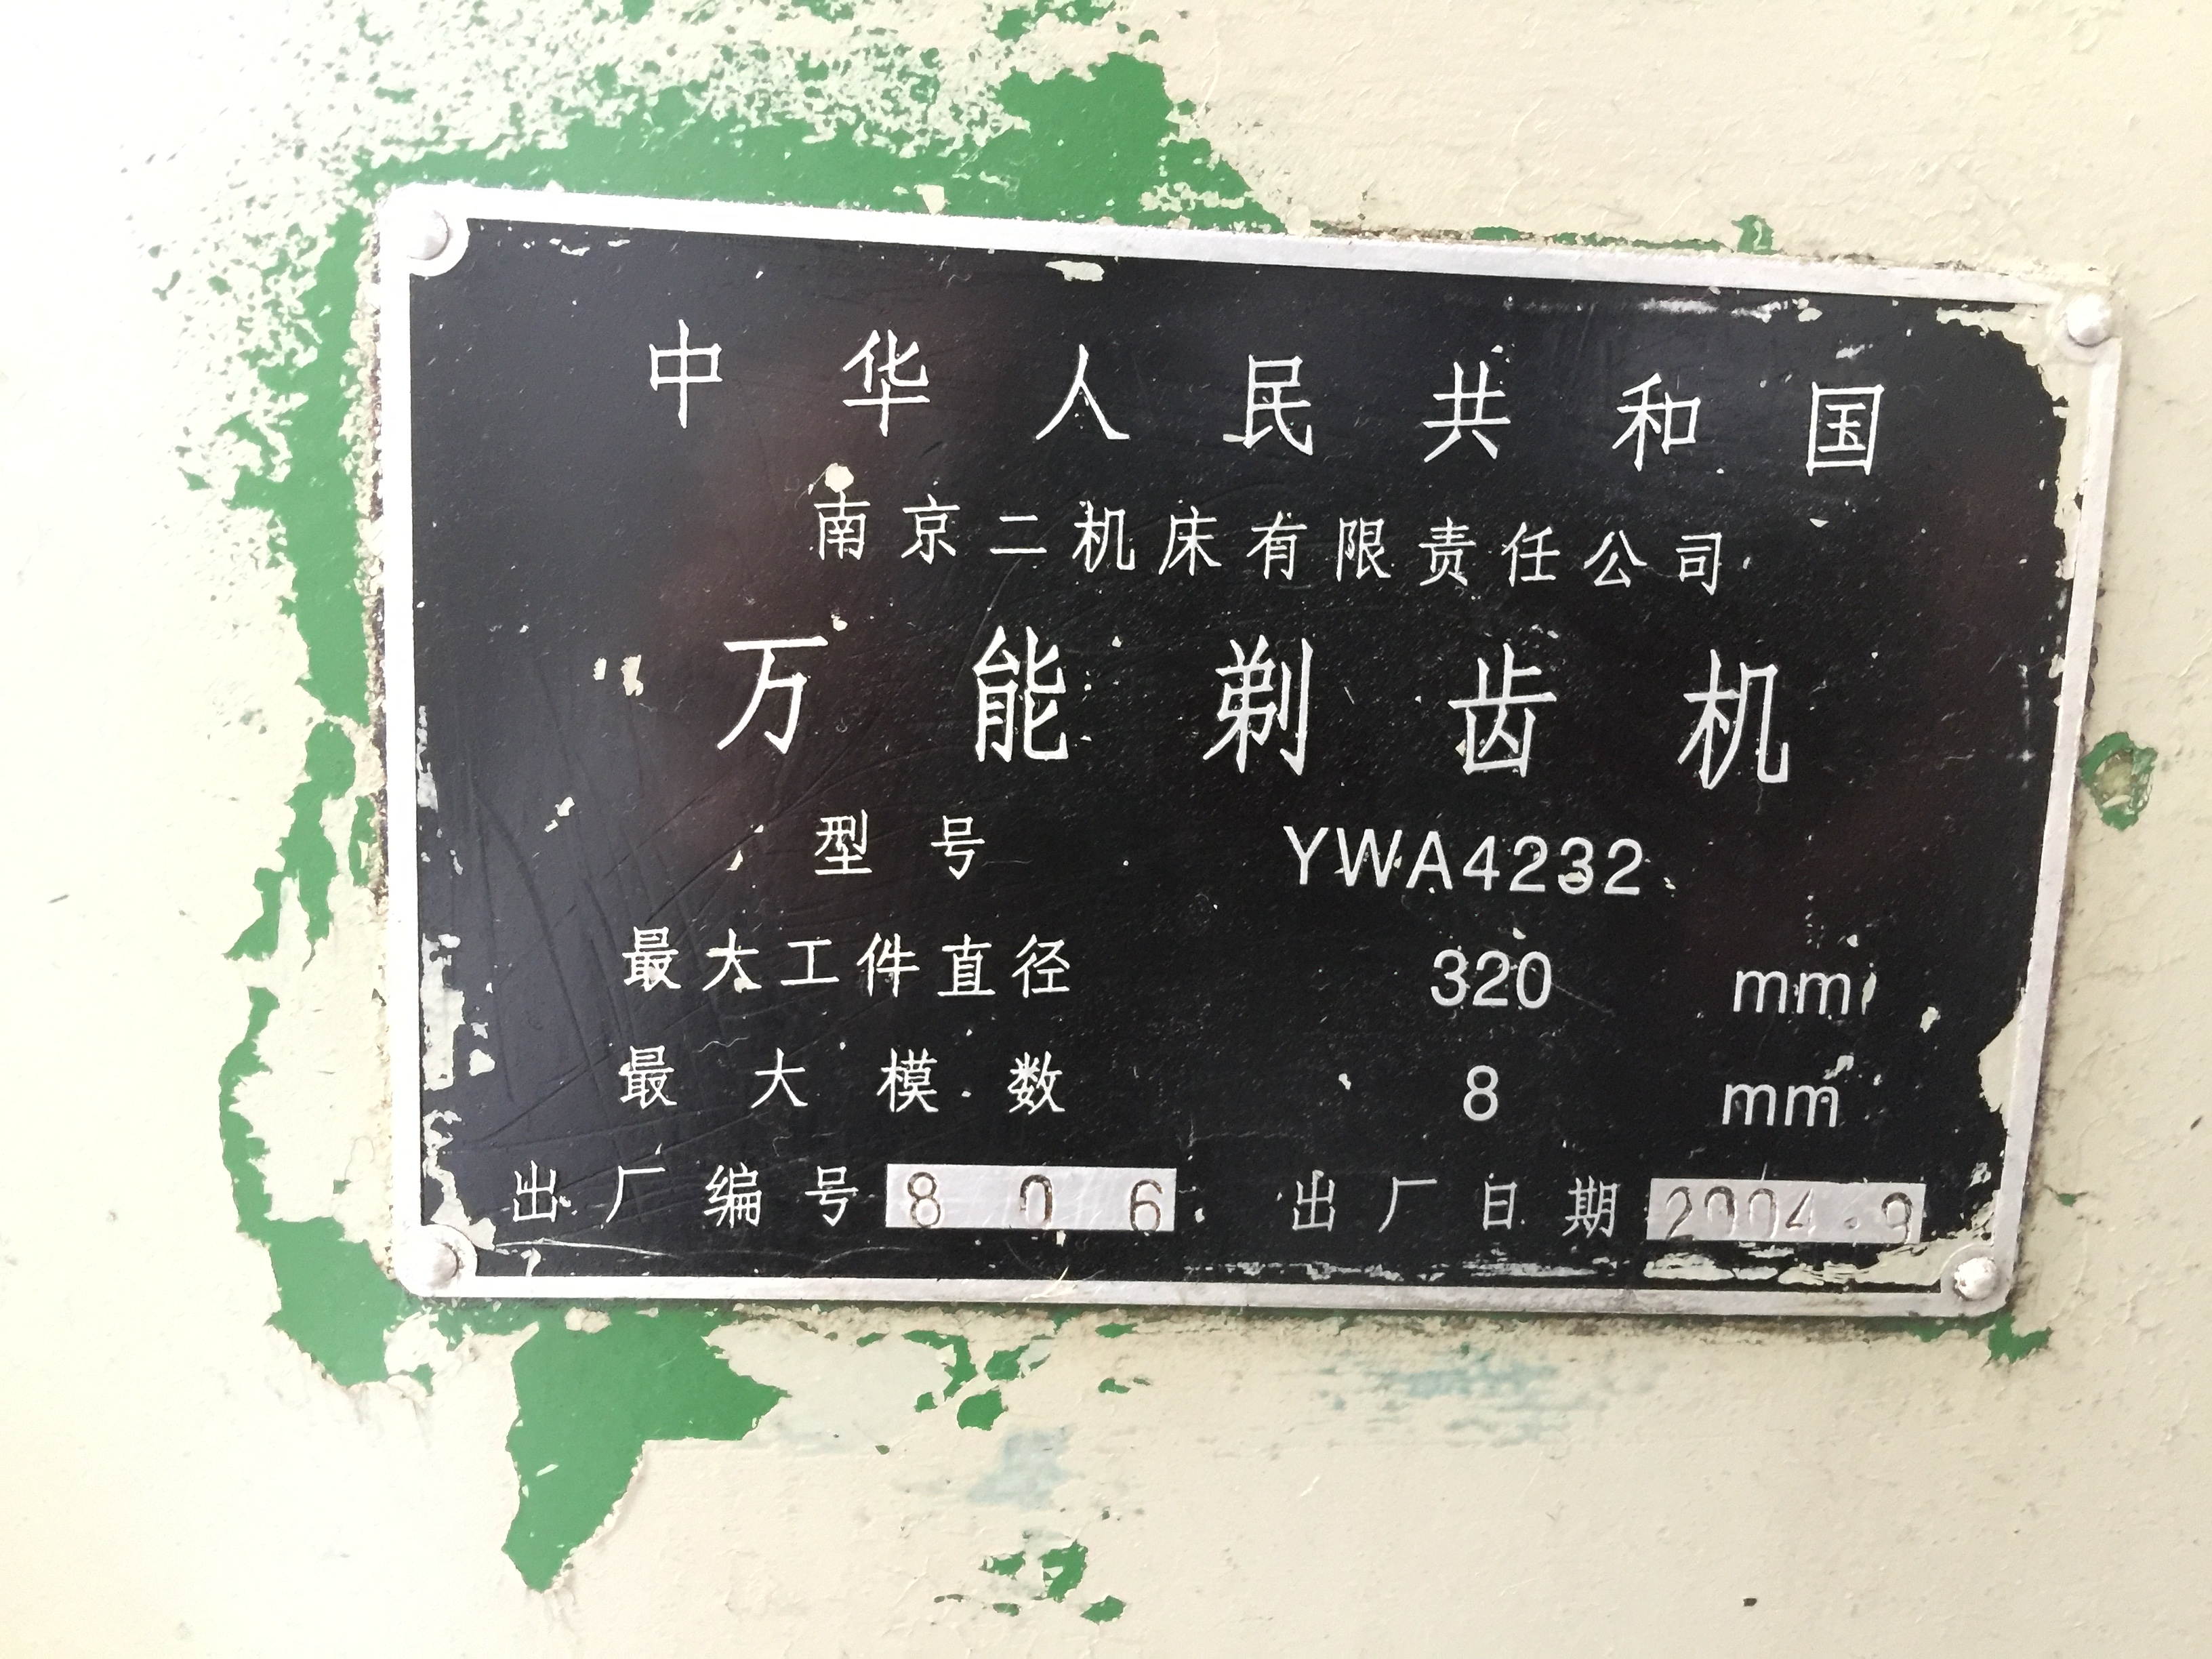 中华人民共和国
南京二机床有限责任公司
万能剃齿机
型号 YWA4232
最大工件直径 320 mm
最大模数 8 mm
出厂编号 806 出厂日期 2004.9